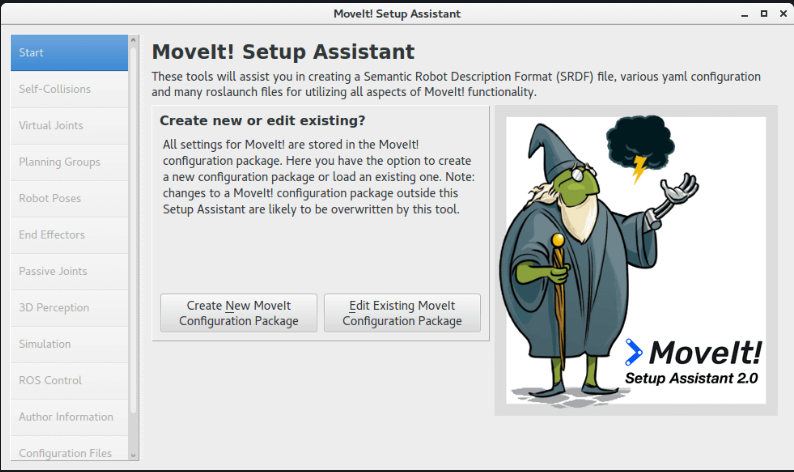 MoveIt! Setup Assistant
Start
Self-Collisions
Virtual Joints
Planning Groups
Robot Poses
End Effectors
Passive Joints
3D Perception
Simulation
ROS Control
Author Information
Configuration Files
MoveIt! Setup Assistant
These tools will assist you in creating a Semantic Robot Description Format (SRDF) file, various yaml configuration
and many roslaunch files for utilizing all aspects of MoveIt! functionality.
Create new or edit existing?
All settings for MoveIt! are stored in the MoveIt!
configuration package. Here you have the option to create
a new configuration package or load an existing one. Note:
changes to a MoveIt! configuration package outside this
Setup Assistant are likely to be overwritten by this tool.
Create New MoveIt
Configuration Package
Edit Existing MoveIt
Configuration Package
MoveIt!
Setup Assistant 2.0